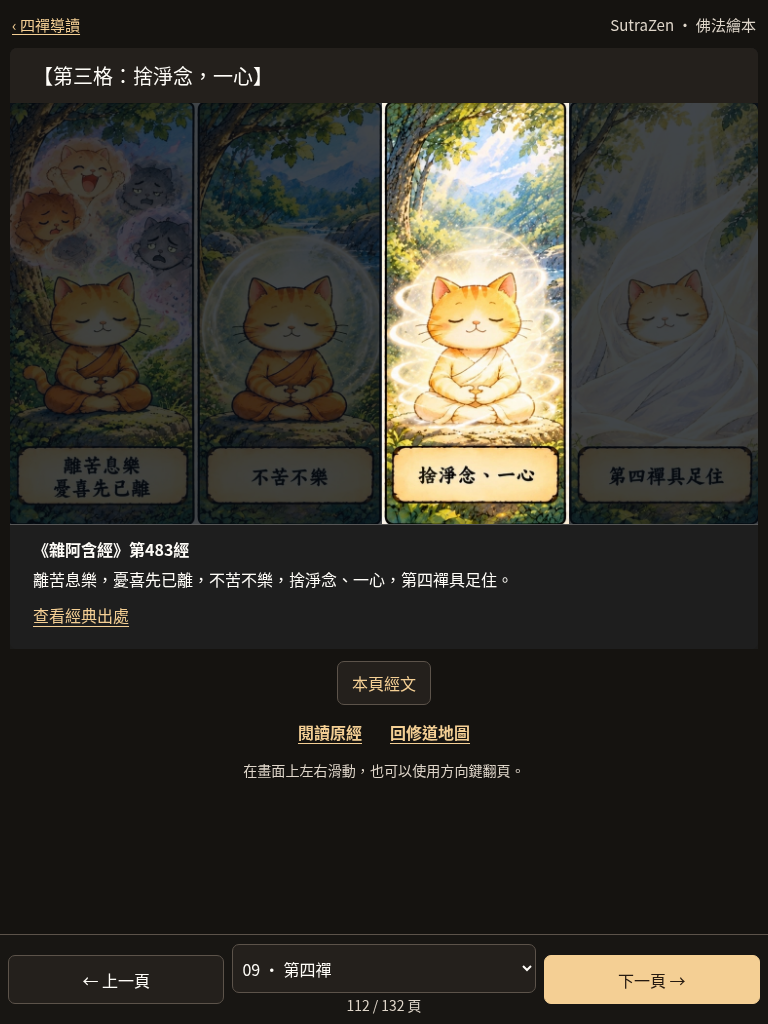 ‹ 四禪導讀
SutraZen · 佛法繪本
【第三格：捨淨念，一心】
離苦息樂
憂喜先已離
不苦不樂
捨淨念、一心
第四禪具足住
《雜阿含經》第483經
離苦息樂，憂喜先已離，不苦不樂，捨淨念、一心，第四禪具足住。
查看經典出處
本頁經文
閱讀原經
回修道地圖
在畫面上左右滑動，也可以使用方向鍵翻頁。
← 上一頁
09 · 第四禪
下一頁 →
112 / 132 頁